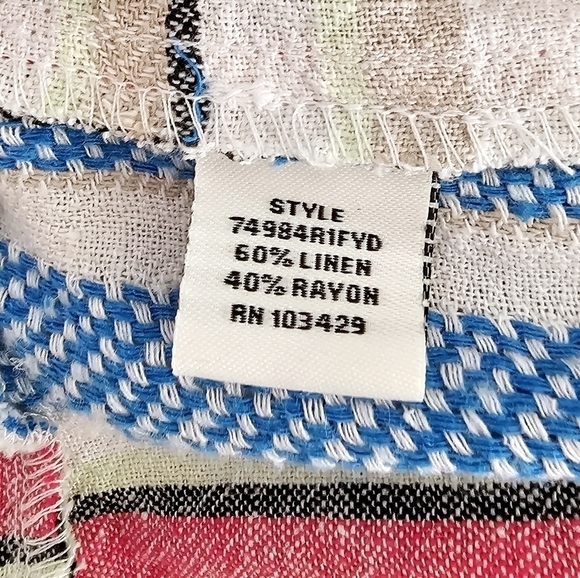 STYLE
74984R1FYD
60% LINEN
40% RAYON
RN 103429